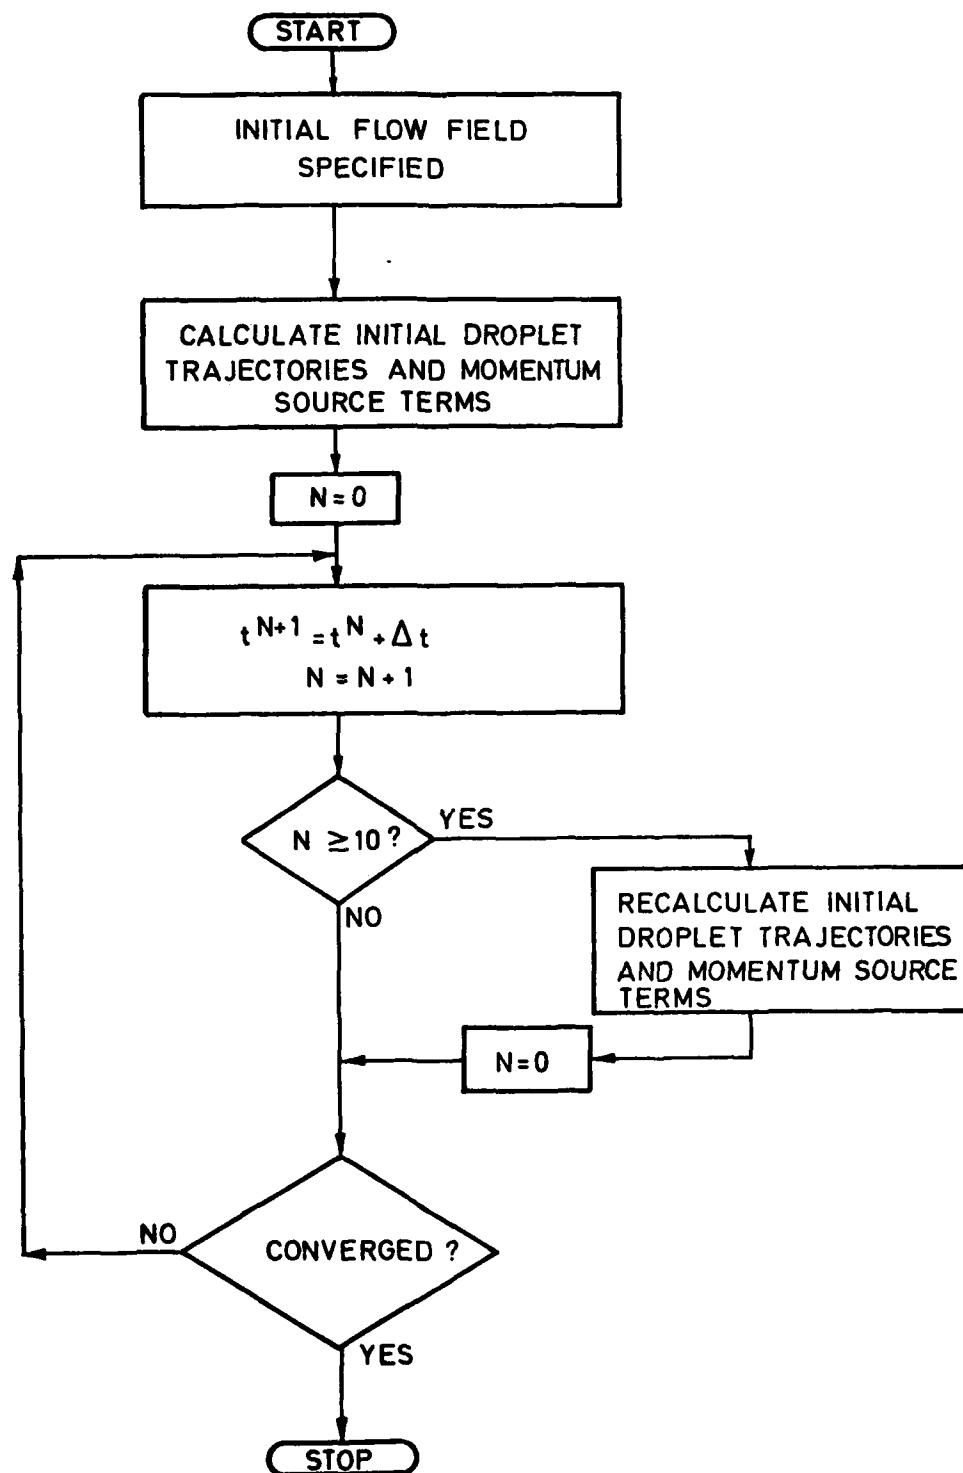 START
INITIAL FLOW FIELD
SPECIFIED
CALCULATE INITIAL DROPLET
TRAJECTORIES AND MOMENTUM
SOURCE TERMS
N = 0
t^N+1 = t^N + Δt
N = N + 1
N ≧ 10 ?
YES
NO
RECALCULATE INITIAL
DROPLET TRAJECTORIES
AND MOMENTUM SOURCE
TERMS
N = 0
NO
CONVERGED ?
YES
STOP